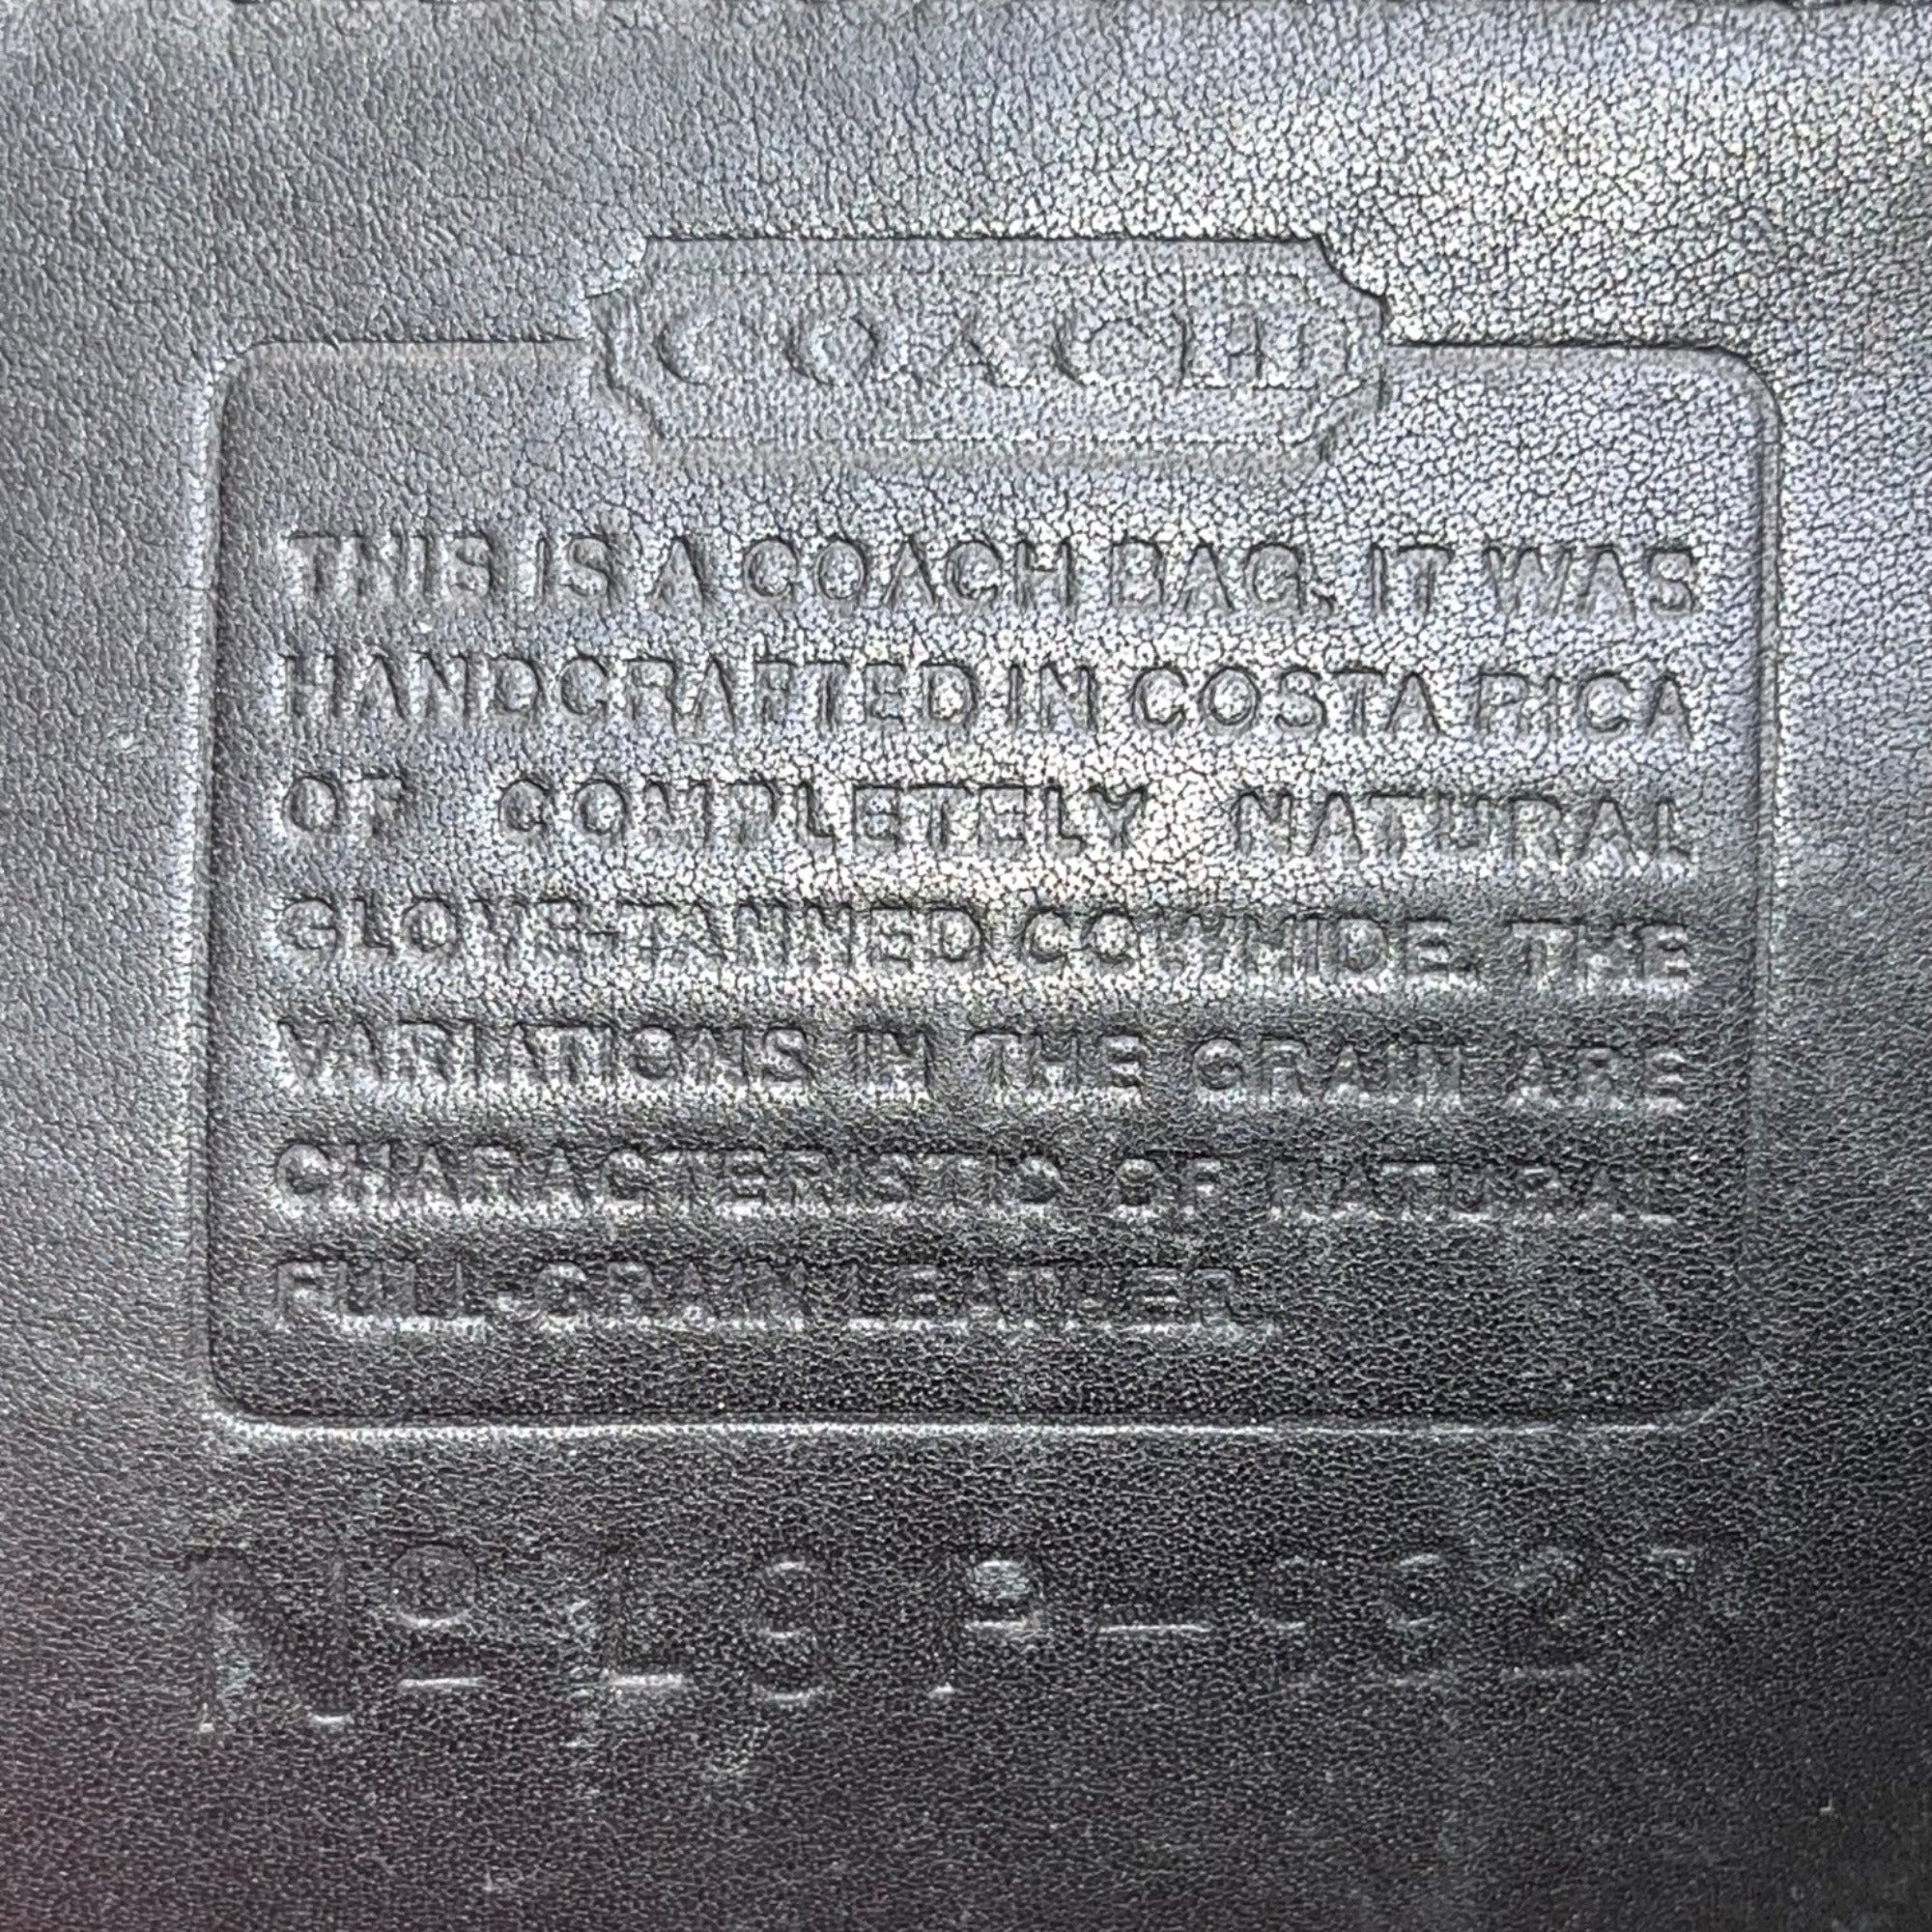 COACH
THIS IS A COACH BAG. IT WAS
HANDCRAFTED IN COSTA RICA
OF COMPLETELY NATURAL
GLOVE-TANNED COWHIDE. THE
VARIATIONS IN THE GRAIN ARE
CHARACTERISTIC OF NATURAL
FULL-GRAIN LEATHER.
Nº